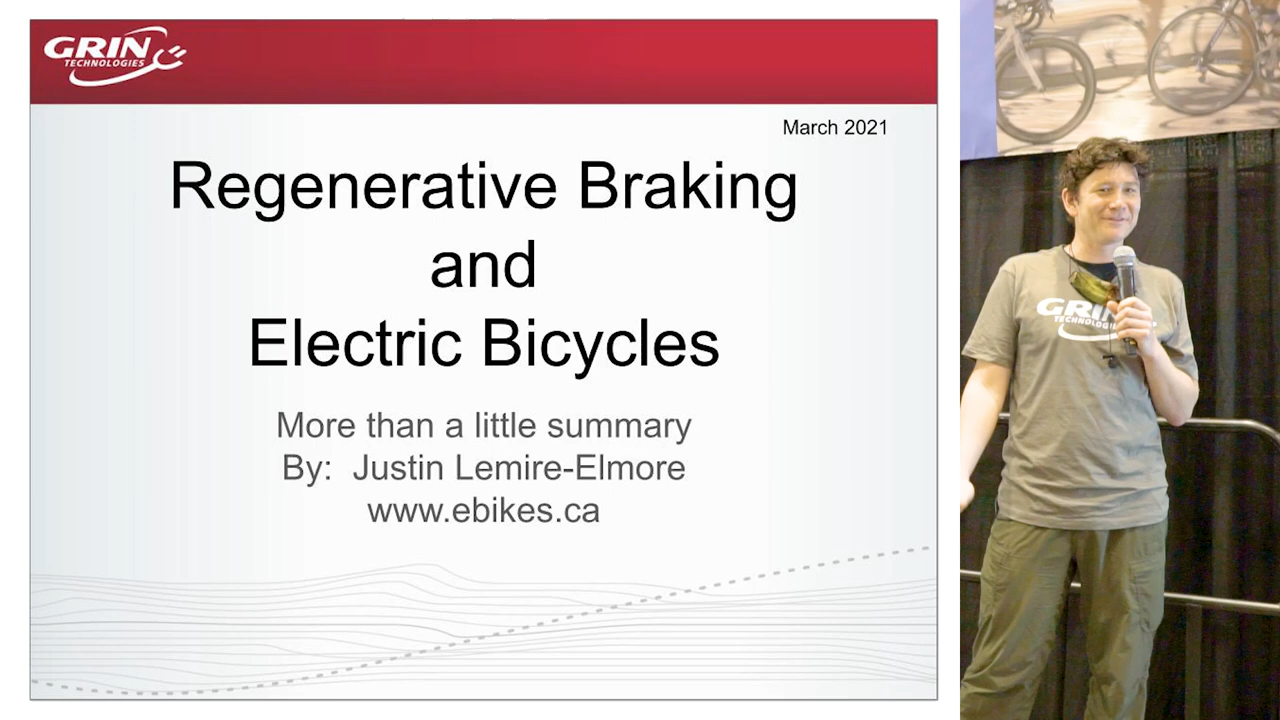 GRIN
TECHNOLOGIES
March 2021
Regenerative Braking
and
Electric Bicycles
More than a little summary
By: Justin Lemire-Elmore
www.ebikes.ca
GRIN